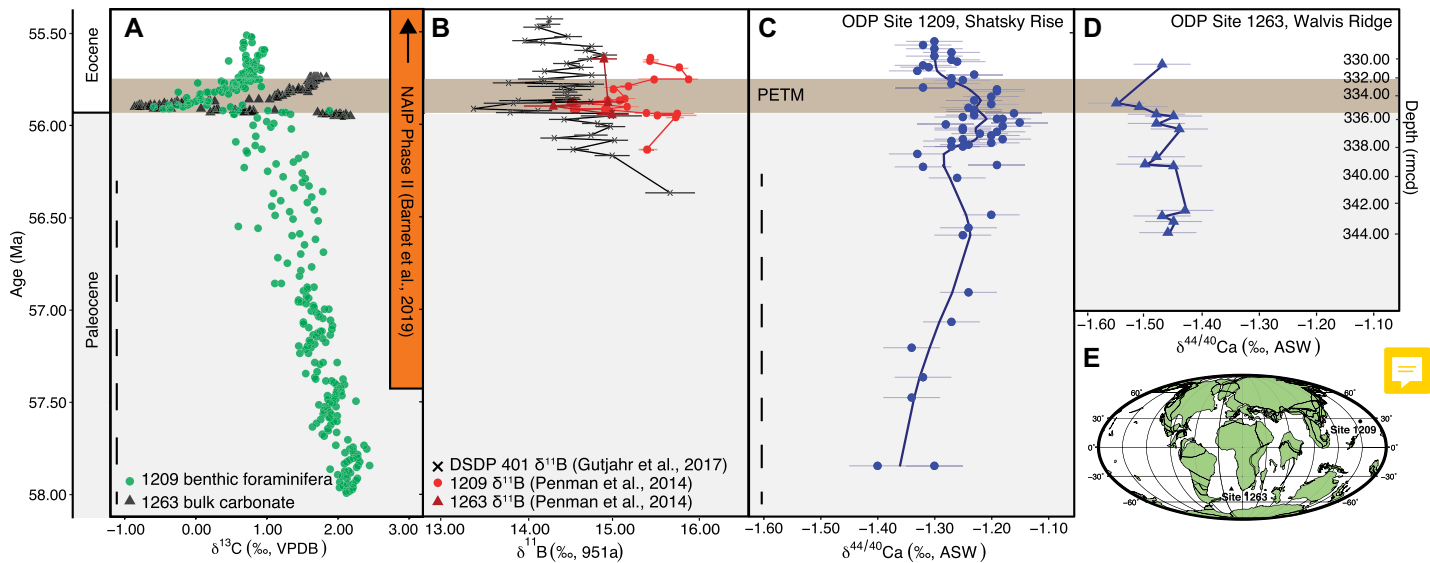 A
B
C
ODP Site 1209, Shatsky Rise
D
ODP Site 1263, Walvis Ridge
55.50
56.00
56.50
57.00
57.50
58.00
Age (Ma)
Eocene
Paleocene
NAIP Phase II (Barnet et al., 2019)
PETM
330.00
332.00
334.00
336.00
338.00
340.00
342.00
344.00
Depth (rmcd)
1209 benthic foraminifera
1263 bulk carbonate
DSDP 401 δ¹¹B (Gutjahr et al., 2017)
1209 δ¹¹B (Penman et al., 2014)
1263 δ¹¹B (Penman et al., 2014)
−1.00 0.00 1.00 2.00 3.00
δ¹³C (‰, VPDB)
13.00 14.00 15.00 16.00
δ¹¹B (‰, 951a)
−1.60 −1.40 −1.30 −1.20 −1.10
δ⁴⁴/⁴⁰Ca (‰, ASW)
−1.60 −1.50 −1.40 −1.30 −1.20 −1.10
δ⁴⁴/⁴⁰Ca (‰, ASW)
E
60˚ 60˚
30˚ 30˚
0˚ 0˚
−30˚ −30˚
−60˚ −60˚
Site 1209
Site 1263